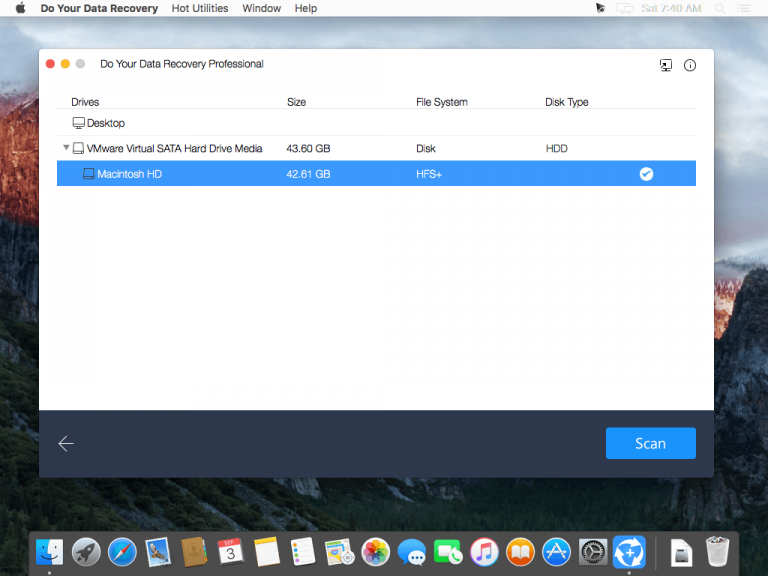 Do Your Data Recovery Hot Utilities Window Help Sat 7:40 AM
Do Your Data Recovery Professional
Drives Size File System Disk Type
Desktop
VMware Virtual SATA Hard Drive Media 43.60 GB Disk HDD
Macintosh HD 42.61 GB HFS+
Scan
SEP
3